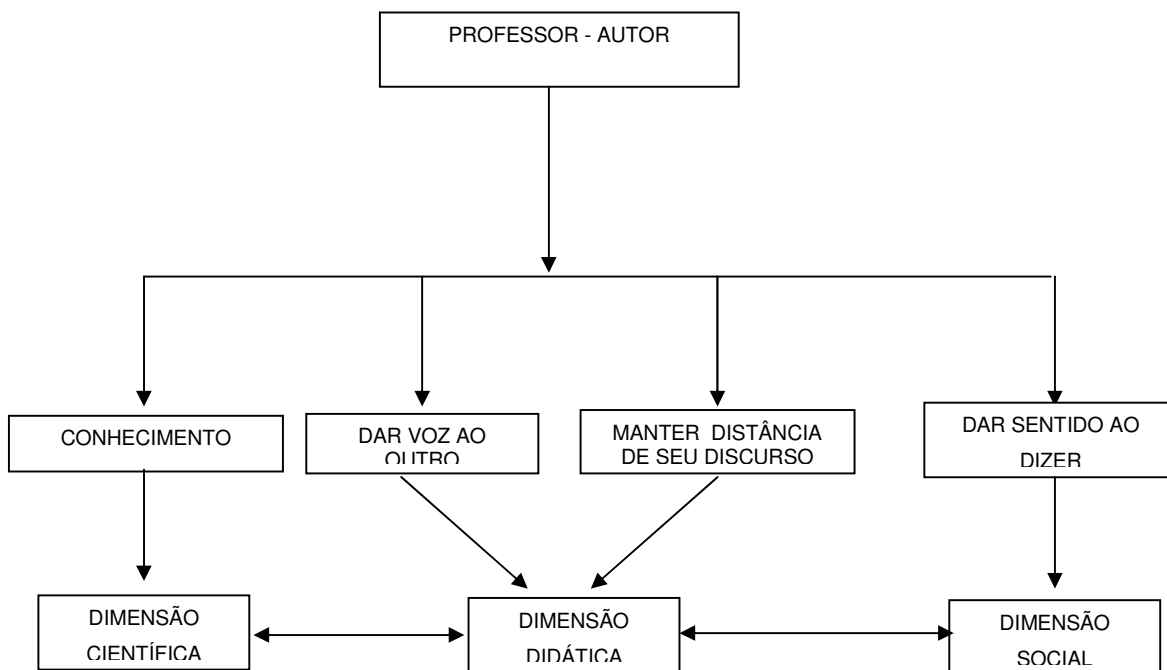 PROFESSOR - AUTOR
CONHECIMENTO
DAR VOZ AO
OUTRO
MANTER DISTÂNCIA
DE SEU DISCURSO
DAR SENTIDO AO
DIZER
DIMENSÃO
CIENTÍFICA
DIMENSÃO
DIDÁTICA
DIMENSÃO
SOCIAL